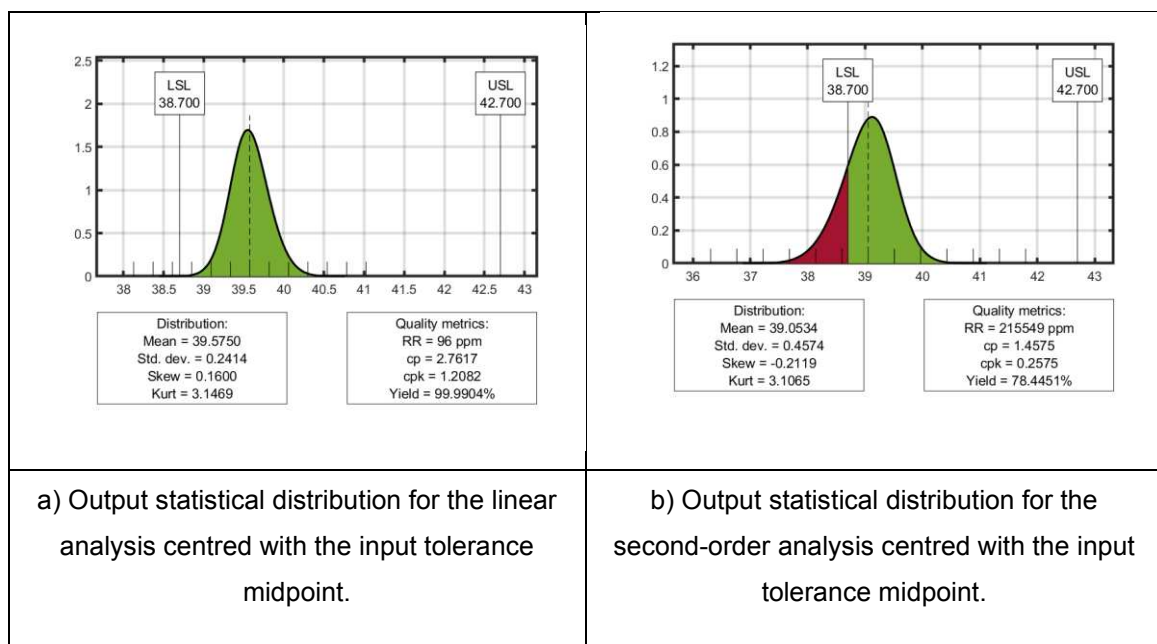 2.5
2
1.5
1
0.5
0
LSL
38.700
USL
42.700
38 38.5 39 39.5 40 40.5 41 41.5 42 42.5 43
Distribution:
Mean = 39.5750
Std. dev. = 0.2414
Skew = 0.1600
Kurt = 3.1469
Quality metrics:
RR = 96 ppm
cp = 2.7617
cpk = 1.2082
Yield = 99.9904%
1.2
1
0.8
0.6
0.4
0.2
0
LSL
38.700
USL
42.700
36 37 38 39 40 41 42 43
Distribution:
Mean = 39.0534
Std. dev. = 0.4574
Skew = -0.2119
Kurt = 3.1065
Quality metrics:
RR = 215549 ppm
cp = 1.4575
cpk = 0.2575
Yield = 78.4451%
a) Output statistical distribution for the linear
analysis centred with the input tolerance
midpoint.
b) Output statistical distribution for the
second-order analysis centred with the input
tolerance midpoint.